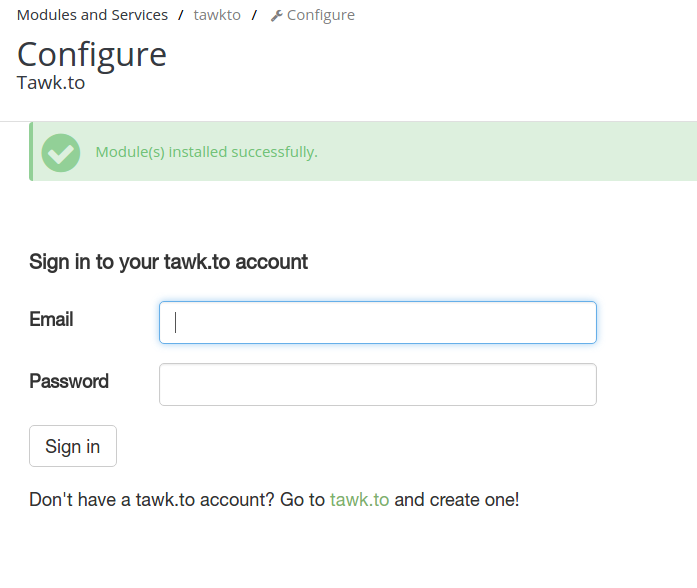 Modules and Services / tawkto / Configure
Configure
Tawk.to
Module(s) installed successfully.
Sign in to your tawk.to account
Email
Password
Sign in
Don't have a tawk.to account? Go to tawk.to and create one!